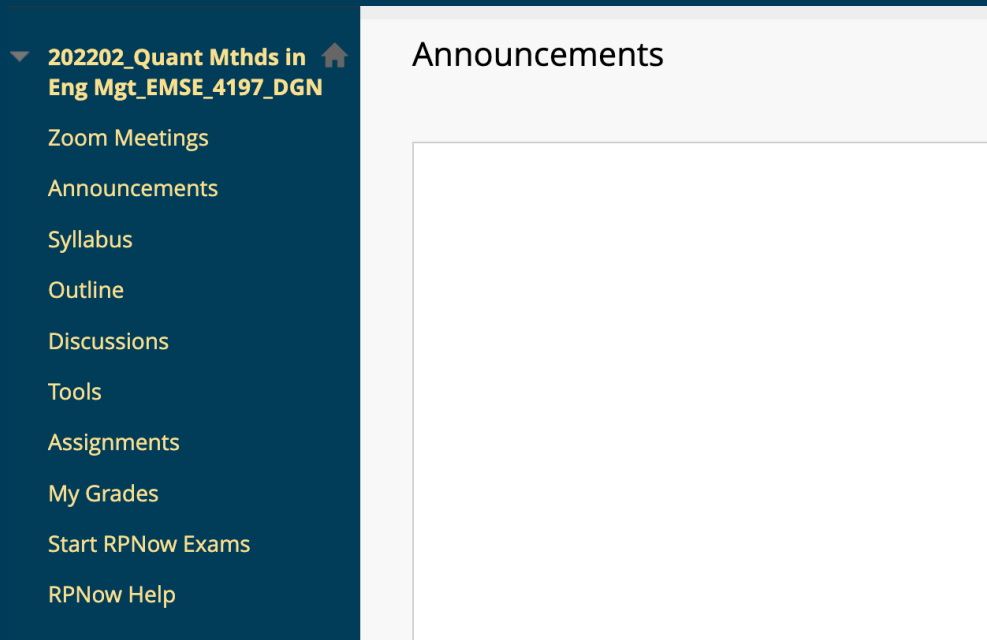 202202_Quant Mthds in
Eng Mgt_EMSE_4197_DGN
Zoom Meetings
Announcements
Syllabus
Outline
Discussions
Tools
Assignments
My Grades
Start RPNow Exams
RPNow Help
Announcements